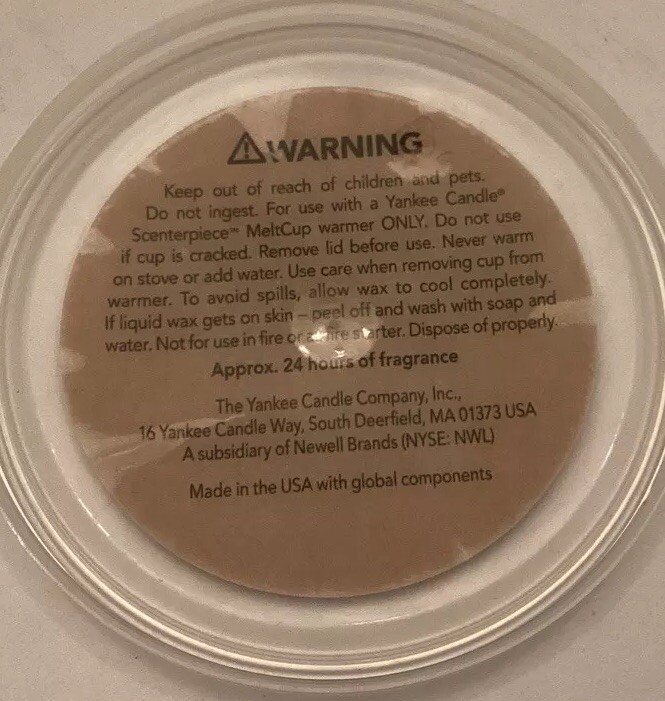 WARNING
Keep out of reach of children and pets.
Do not ingest. For use with a Yankee Candle®
Scenterpiece™ MeltCup warmer ONLY. Do not use
if cup is cracked. Remove lid before use. Never warm
on stove or add water. Use care when removing cup from
warmer. To avoid spills, allow wax to cool completely.
If liquid wax gets on skin – peel off and wash with soap and
water. Not for use in fire or a fire starter. Dispose of properly.
Approx. 24 hours of fragrance
The Yankee Candle Company, Inc.,
16 Yankee Candle Way, South Deerfield, MA 01373 USA
A subsidiary of Newell Brands (NYSE: NWL)
Made in the USA with global components